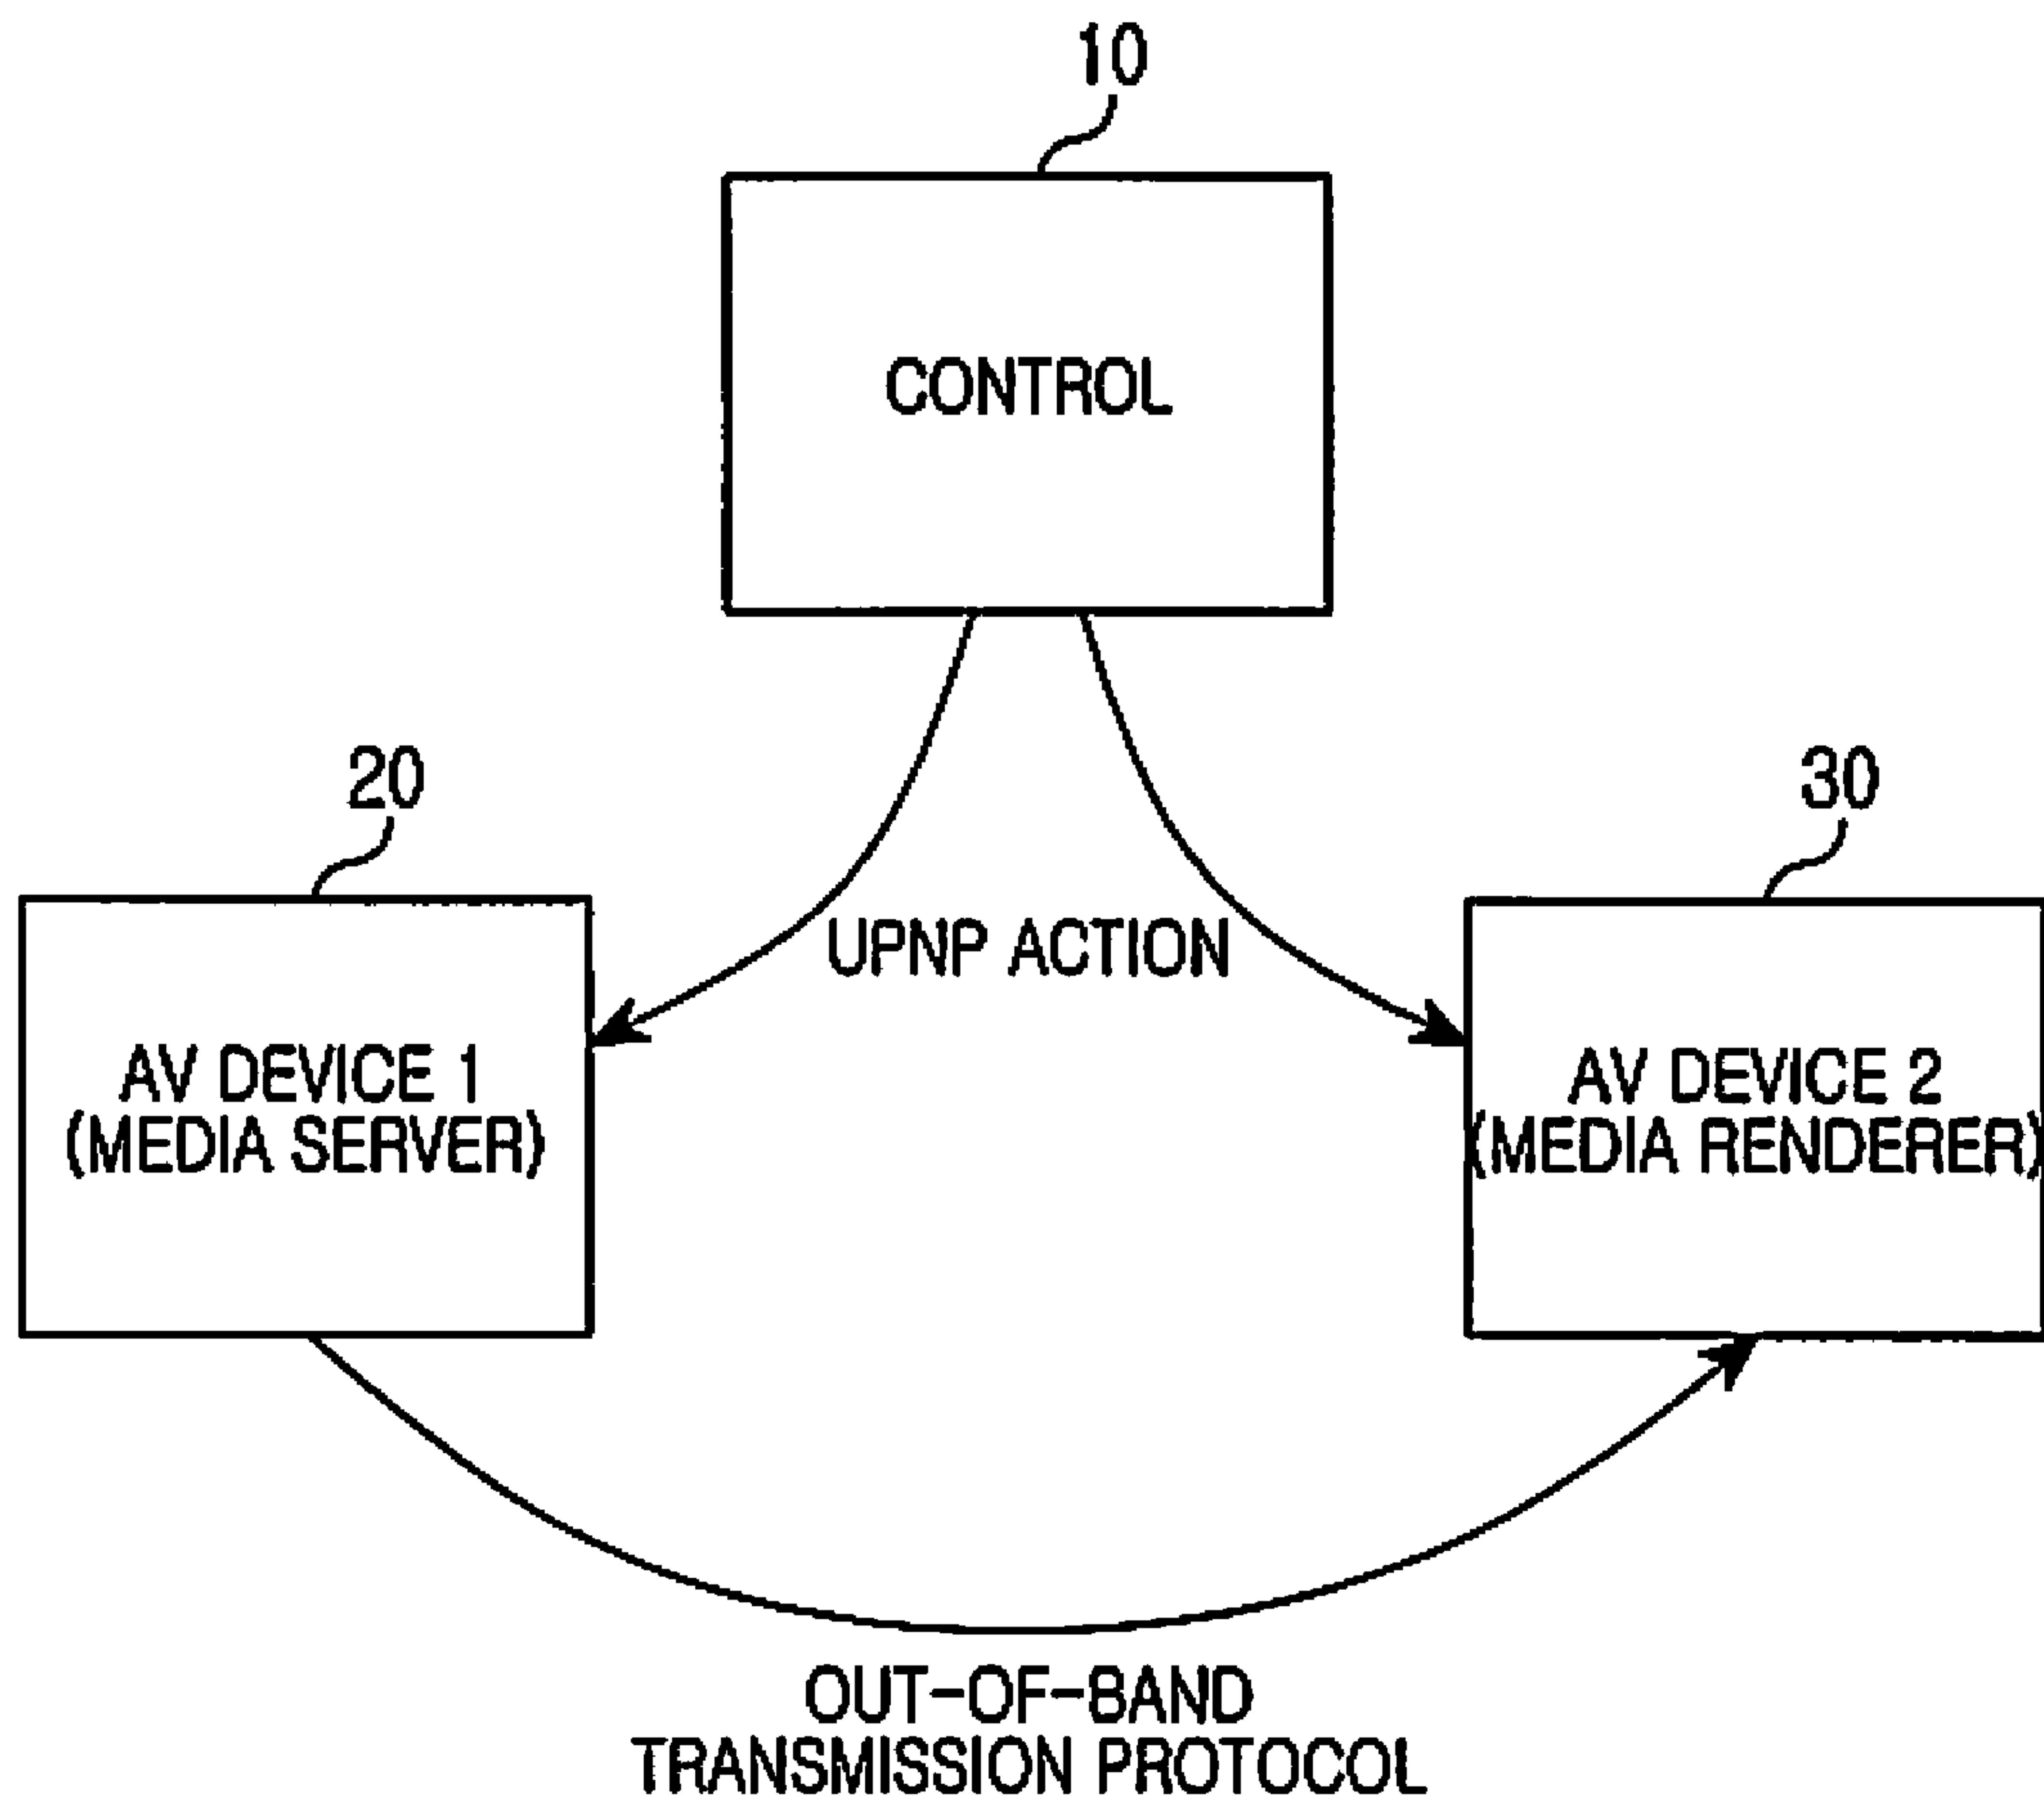 10
CONTROL
20
30
UPNP ACTION
AV DEVICE 1
(MEDIA SERVER)
AV DEVICE 2
(MEDIA RENDERER)
OUT-OF-BAND
TRANSMISSION PROTOCOL